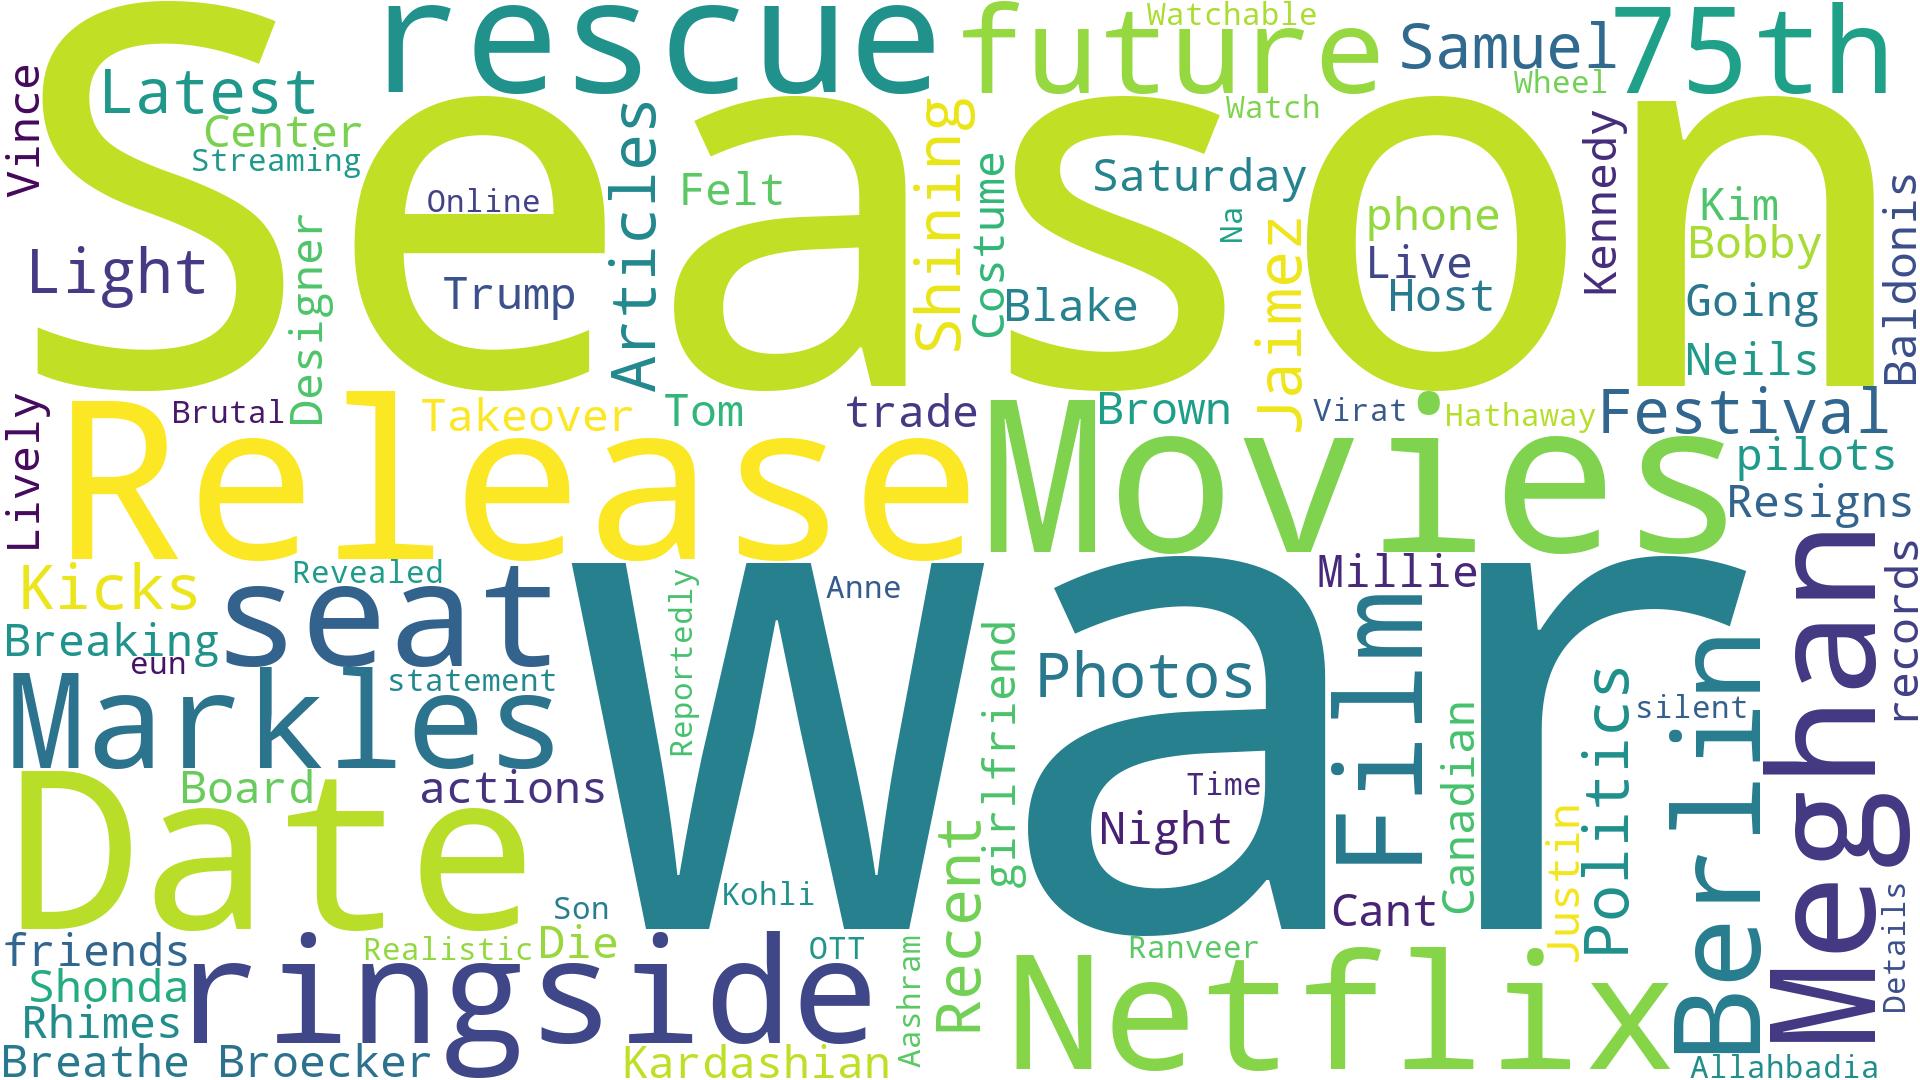 Season
rescue
future
Watchable
Samuel
75th
Wheel
Vince
Latest
Center
Streaming
Articles
Shining
Watch
Kennedy
Online
Felt
Costume
Saturday
Na
phone
Kim
Bobby
Baldonis
Light
Designer
Trump
Blake
Jaimez
Live
Host
Going
Neils
Lively
Release
Brutal
Takeover
Tom
trade
Movies
Brown
Virat
Hathaway
Festival
pilots
Resigns
Kicks
Revealed
seat
War
Anne
Millie
Meghan
records
Breaking
eun
Reportedly
girlfriend
Photos
Film
Berlin
Markles
statement
Canadian
Politics
silent
Date
Board
actions
Time
Night
Recent
Justin
Kohli
Son
Cant
Details
friends
Realistic
Die
OTT
Ranveer
Shonda
ringside
Aashram
Netflix
Rhimes
Breathe
Broecker
Kardashian
Allahbadia